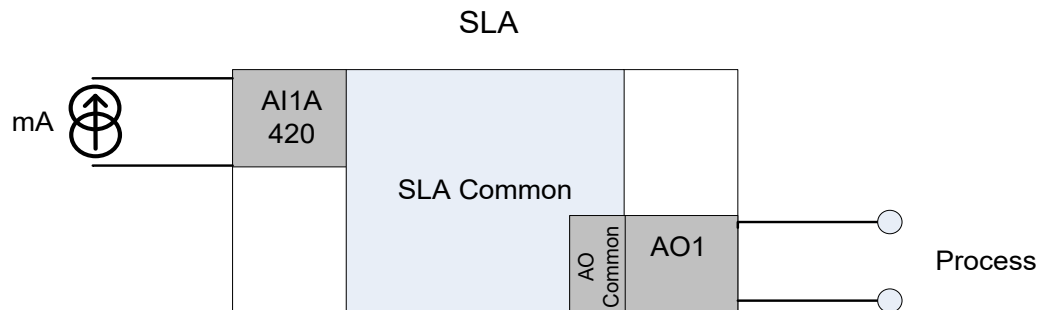 SLA
mA
AI1A
420
SLA Common
AO
Common
AO1
Process